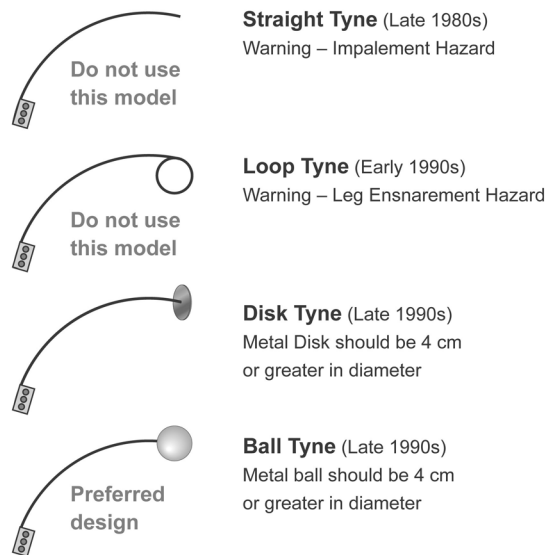 Straight Tyne (Late 1980s)
Warning – Impalement Hazard
Do not use
this model
Loop Tyne (Early 1990s)
Warning – Leg Ensnarement Hazard
Do not use
this model
Disk Tyne (Late 1990s)
Metal Disk should be 4 cm
or greater in diameter
Ball Tyne (Late 1990s)
Metal ball should be 4 cm
or greater in diameter
Preferred
design